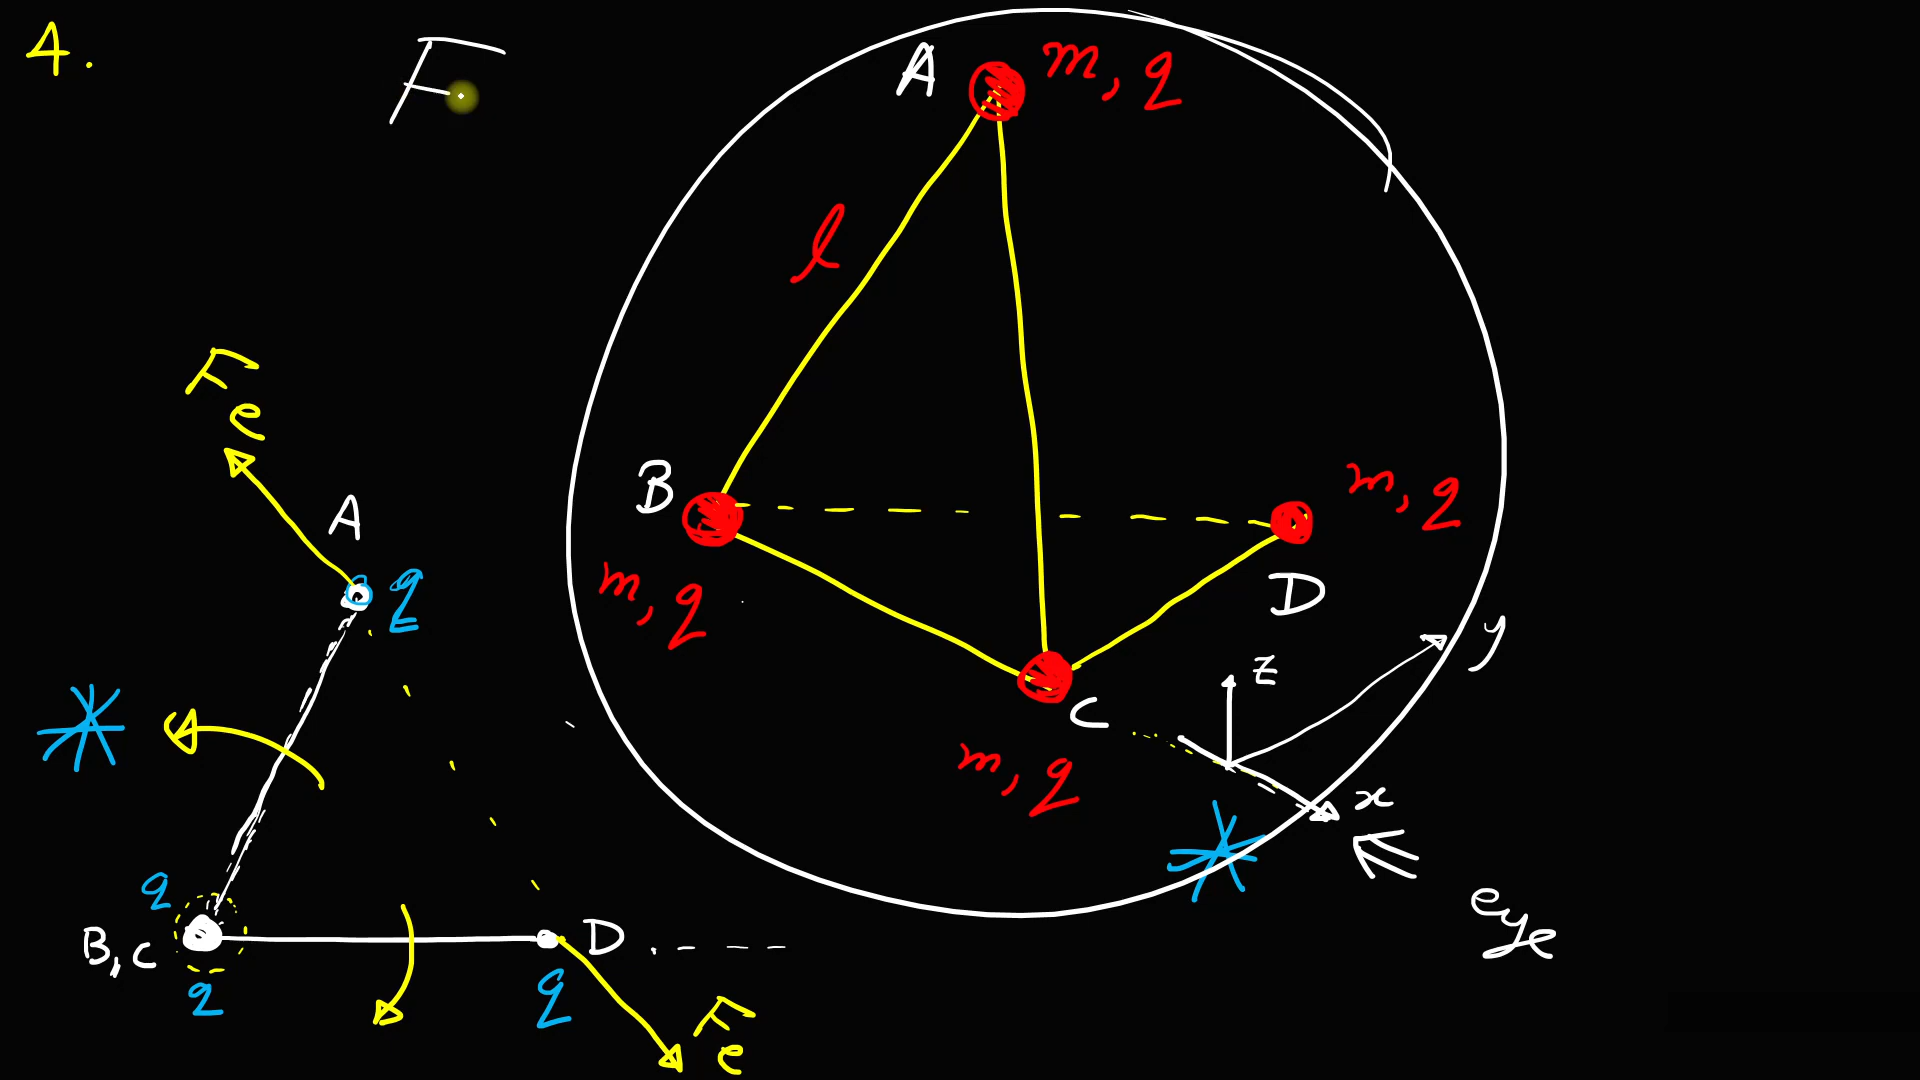 4.
F
A m, q
l
B
m, q
D
m, q
C
m, q
z
y
x
eye
Fe
A
q
q
B, C
q
D
q
Fe